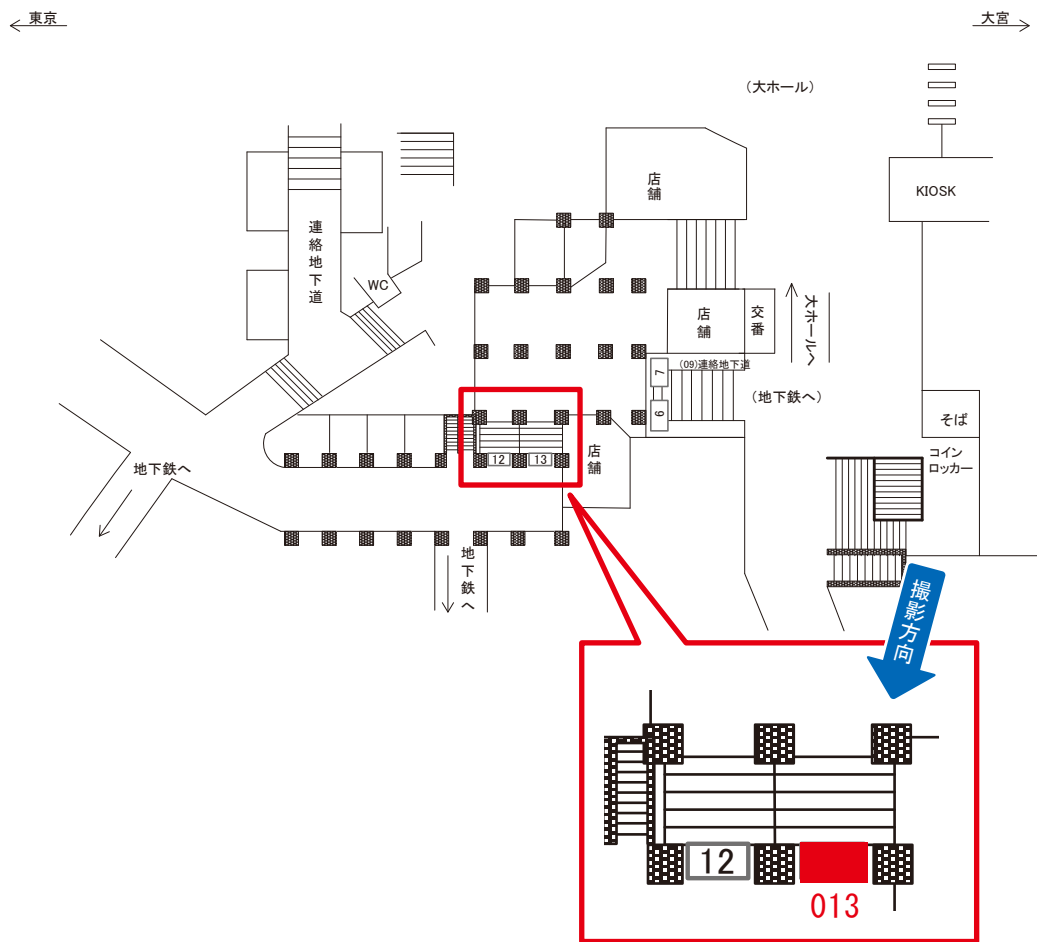 東京
大宮
(大ホール)
店舗
KIOSK
連絡地下道
WC
店舗
交番
大ホールへ
(09)連絡地下道
7
6
(地下鉄へ)
そば
コイン
ロッカー
地下鉄へ
12
13
店舗
地下鉄へ
撮影方向
12
013